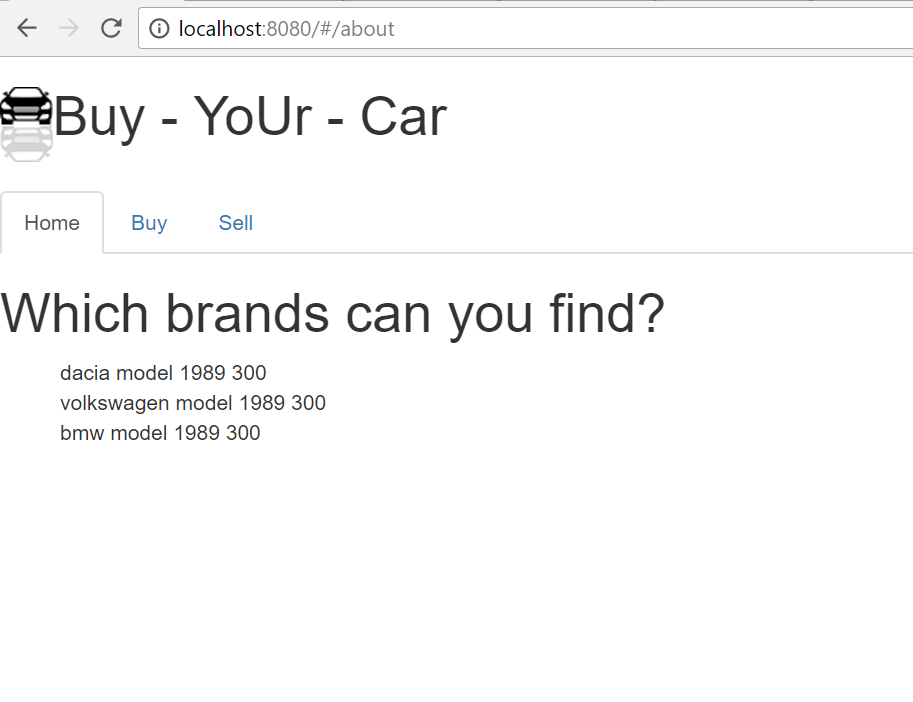 localhost:8080/#/about
Buy - YoUr - Car
Home Buy Sell
Which brands can you find?
dacia model 1989 300
volkswagen model 1989 300
bmw model 1989 300